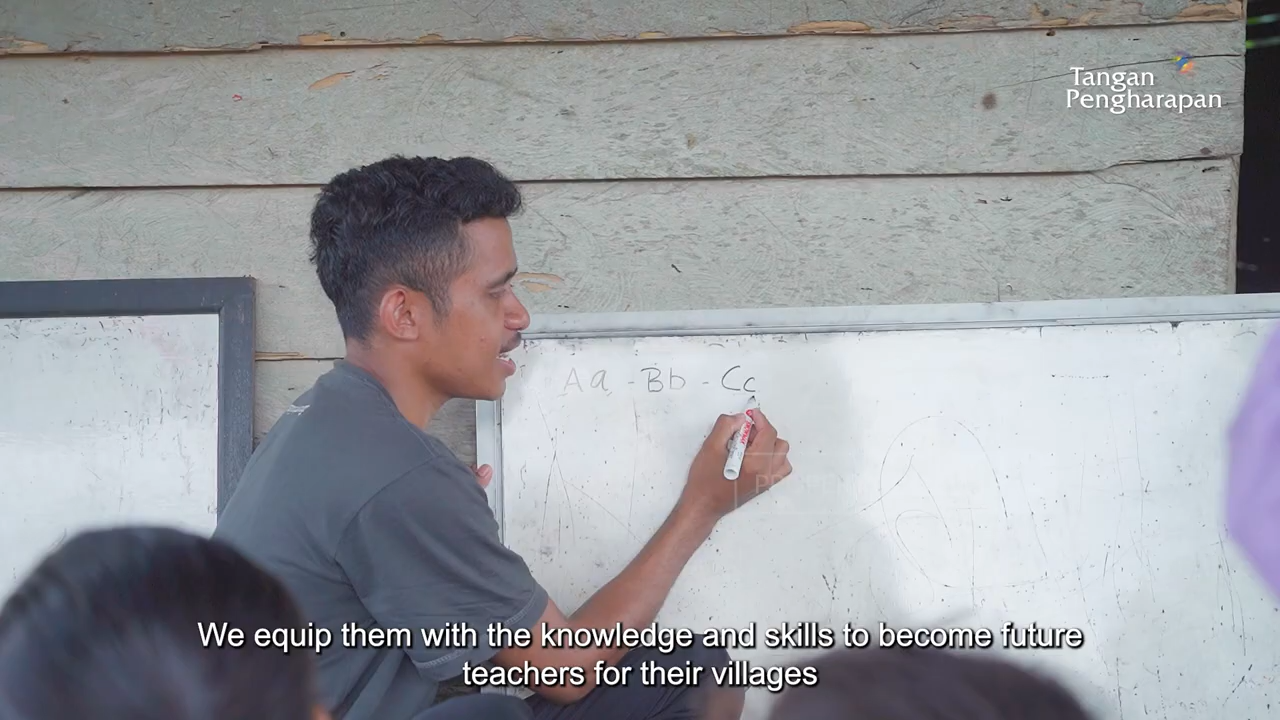 Tangan
Pengharapan
Aa - Bb - Cc
We equip them with the knowledge and skills to become future
teachers for their villages